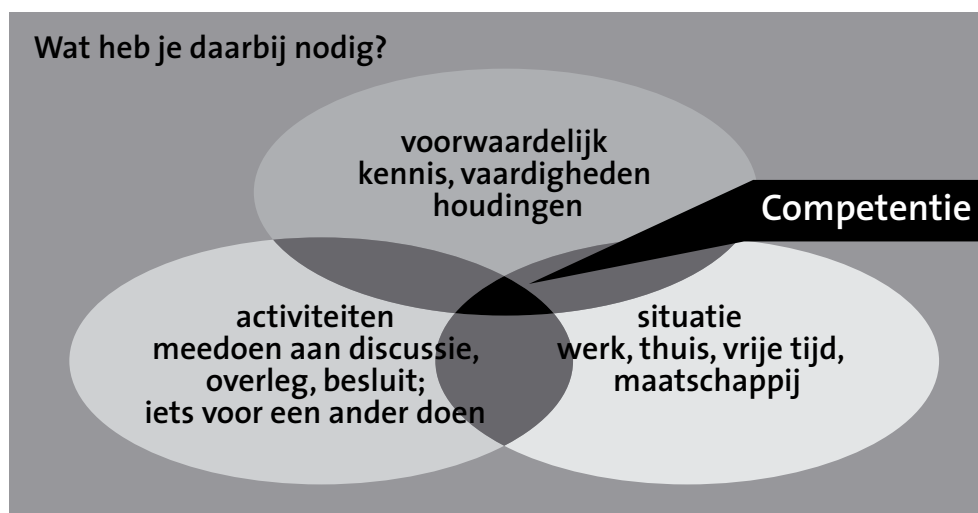 Wat heb je daarbij nodig?
voorwaardelijk
kennis, vaardigheden
houdingen
Competentie
activiteiten
meedoen aan discussie,
overleg, besluit;
iets voor een ander doen
situatie
werk, thuis, vrije tijd,
maatschappij